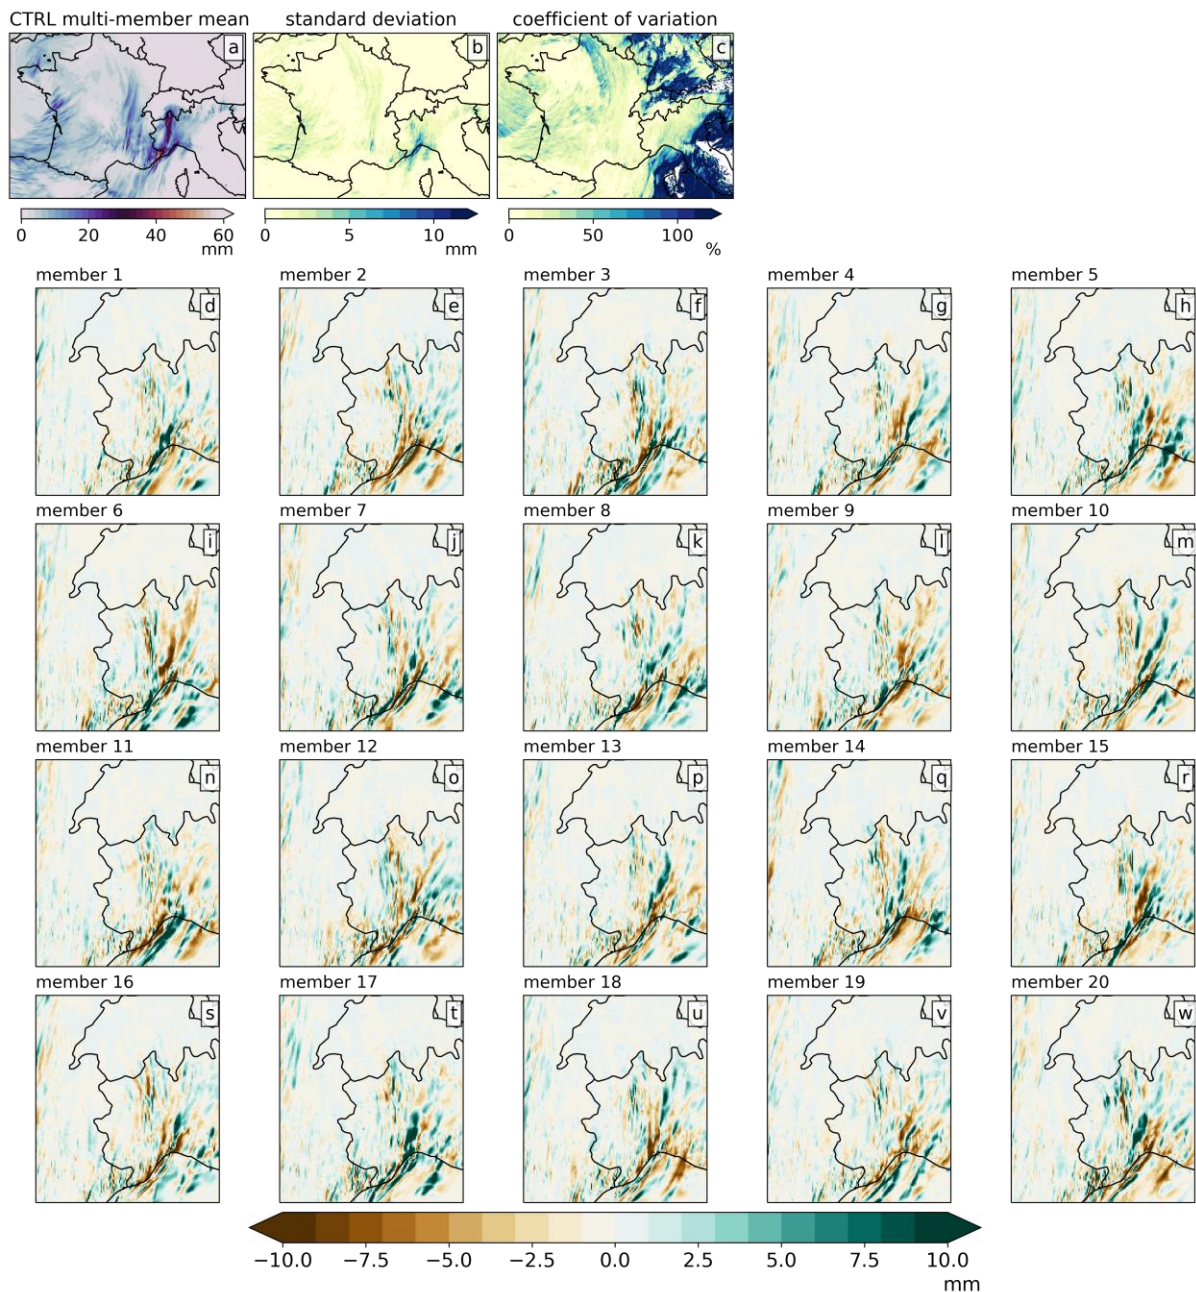 CTRL multi-member mean standard deviation coefficient of variation
a b c
0 20 40 60 0 5 10 0 50 100
mm mm %
member 1 member 2 member 3 member 4 member 5
d e f g h
member 6 member 7 member 8 member 9 member 10
i j k l m
member 11 member 12 member 13 member 14 member 15
n o p q r
member 16 member 17 member 18 member 19 member 20
s t u v w
−10.0 −7.5 −5.0 −2.5 0.0 2.5 5.0 7.5 10.0
mm